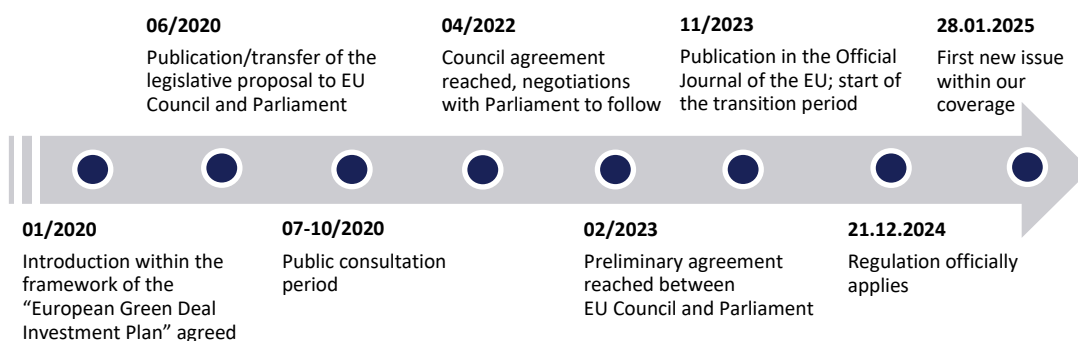 06/2020
Publication/transfer of the
legislative proposal to EU
Council and Parliament
04/2022
Council agreement
reached, negotiations
with Parliament to follow
11/2023
Publication in the Official
Journal of the EU; start of
the transition period
28.01.2025
First new issue
within our
coverage
01/2020
Introduction within the
framework of the
“European Green Deal
Investment Plan” agreed
07-10/2020
Public consultation
period
02/2023
Preliminary agreement
reached between
EU Council and Parliament
21.12.2024
Regulation officially
applies